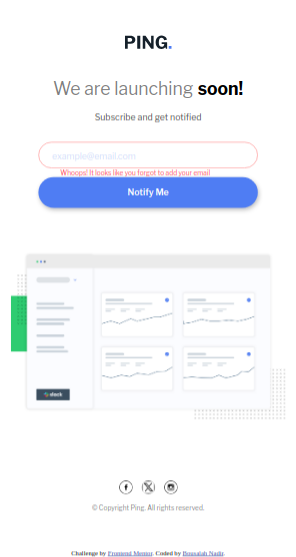 PING.
We are launching soon!
Subscribe and get notified
example@email.com
Whoops! It looks like you forgot to add your email
Notify Me
© Copyright Ping. All rights reserved.
Challenge by Frontend Mentor. Coded by Boussalah Nadir.